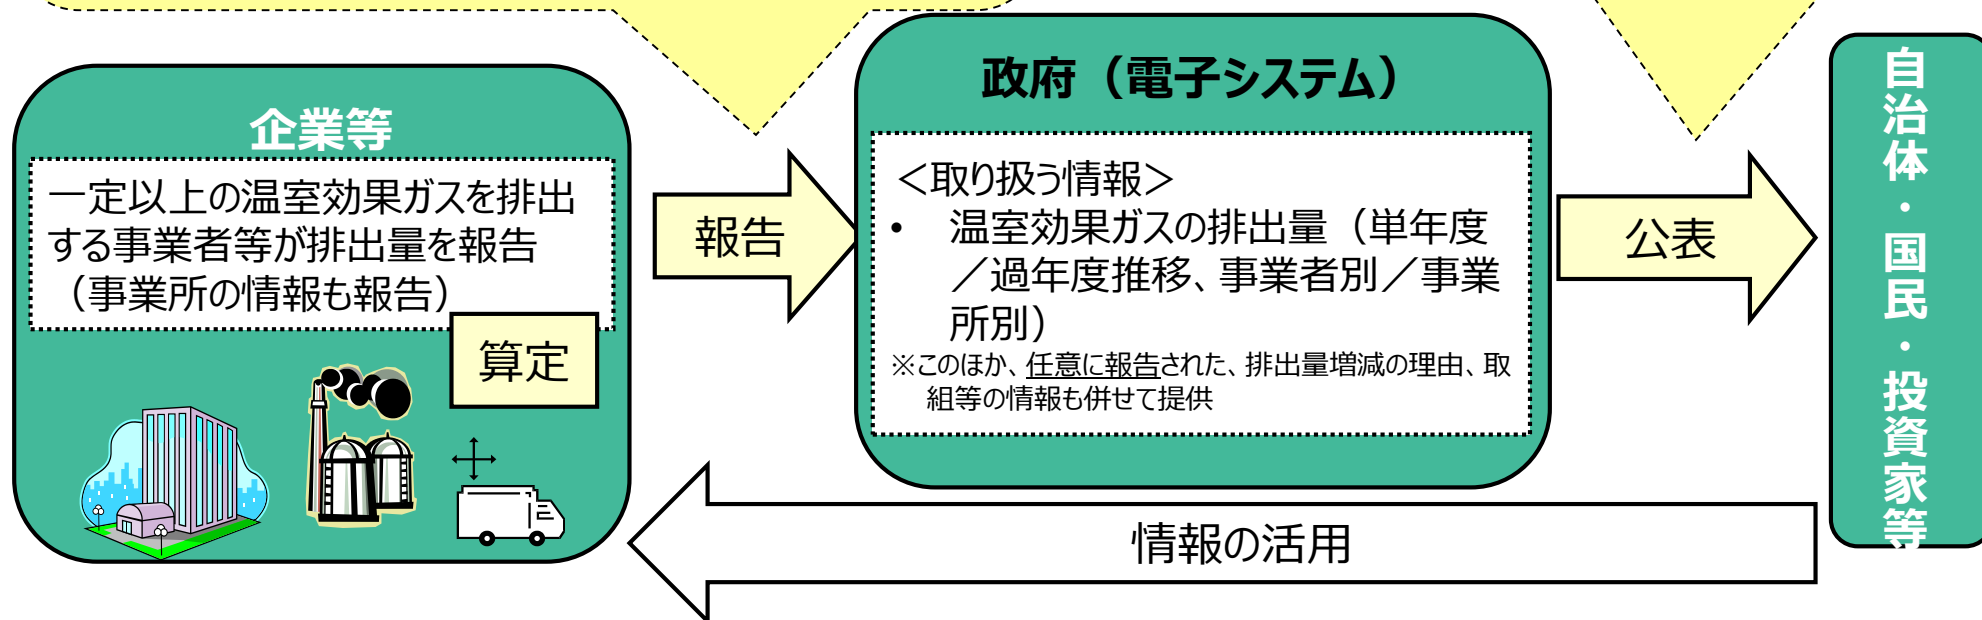 企業等
一定以上の温室効果ガスを排出
する事業者等が排出量を報告
（事業所の情報も報告）
算定
報告
政府（電子システム）
＜取り扱う情報＞
• 温室効果ガスの排出量（単年度
／過年度推移、事業者別／事業
所別）
※このほか、任意に報告された、排出量増減の理由、取
組等の情報も併せて提供
公表
自治体・国民・投資家等
情報の活用